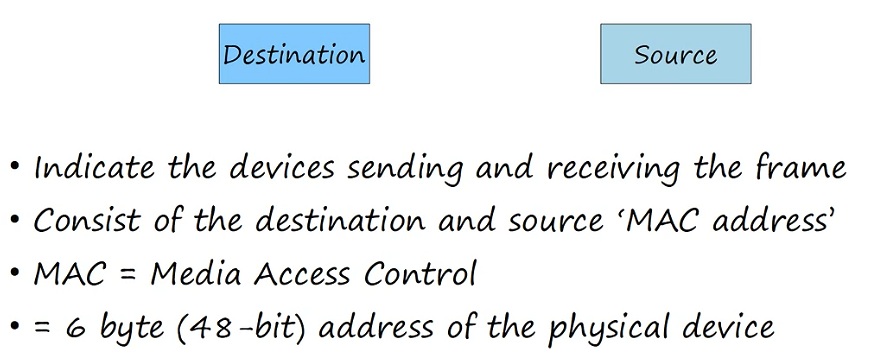 Destination
Source
• Indicate the devices sending and receiving the frame
• Consist of the destination and source ‘MAC address’
• MAC = Media Access Control
• = 6 byte (48-bit) address of the physical device